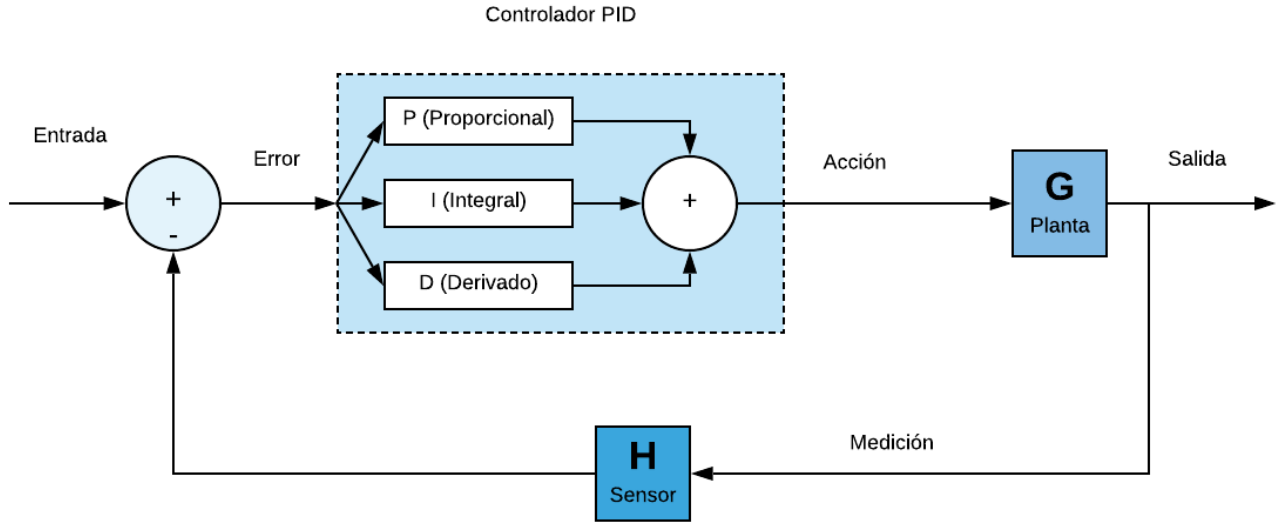 Controlador PID
Entrada
+
-
Error
P (Proporcional)
I (Integral)
D (Derivado)
+
Acción
G
Planta
Salida
Medición
H
Sensor